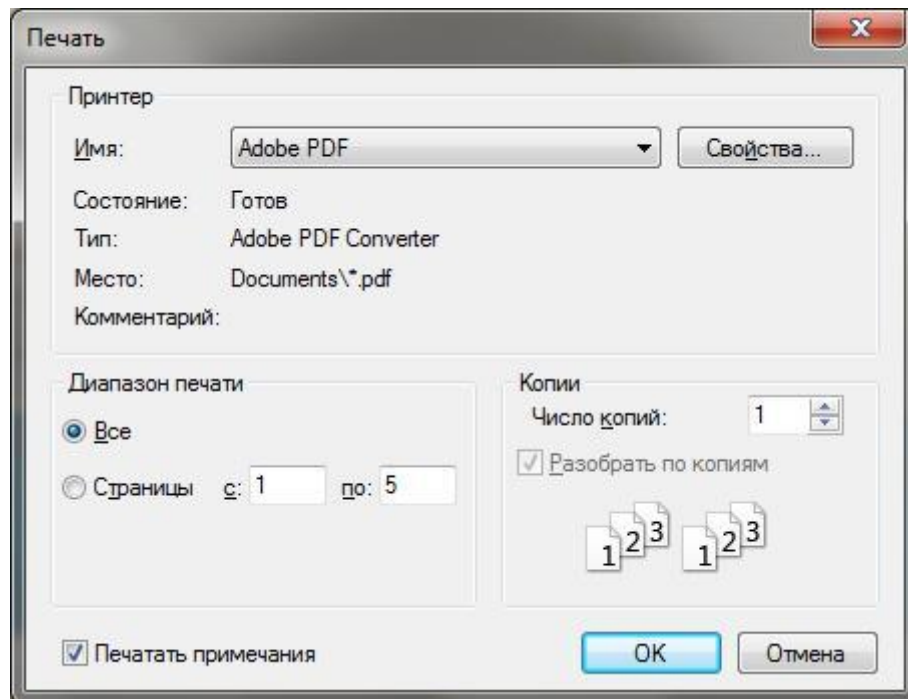 Печать
Принтер
Имя: Adobe PDF Свойства...
Состояние: Готов
Тип: Adobe PDF Converter
Место: Documents\*.pdf
Комментарий:
Диапазон печати
Все
Страницы с: 1 по: 5
Копии
Число копий: 1
Разобрать по копиям
1 2 3 1 2 3
Печатать примечания OK Отмена